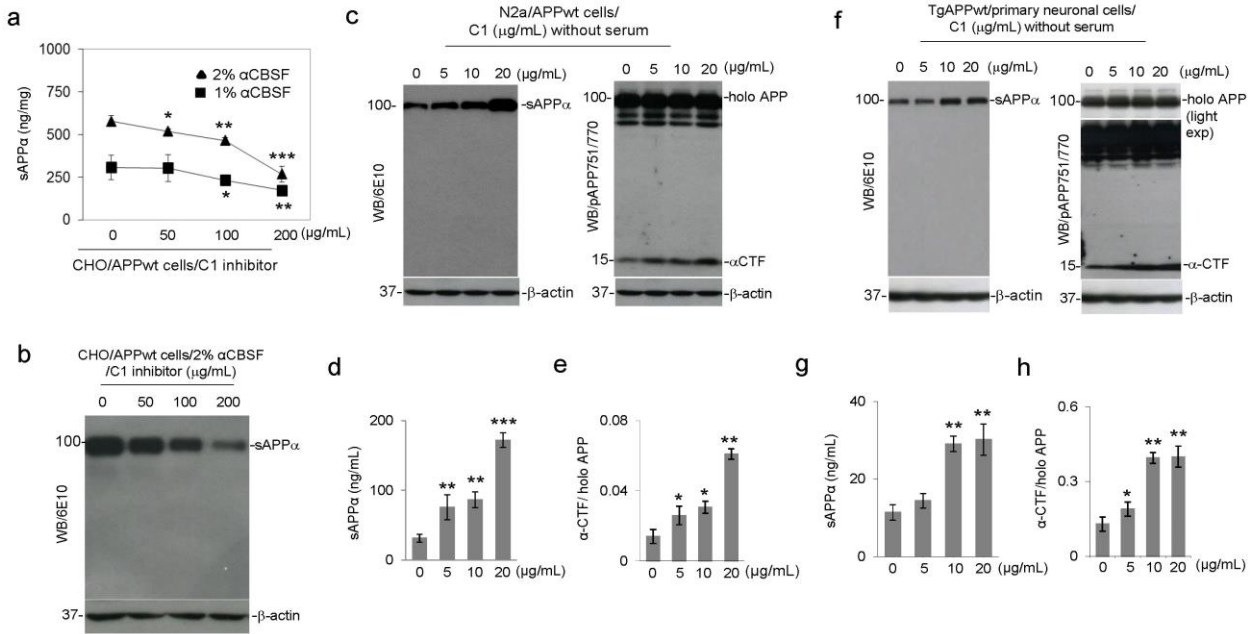 a
1000
750
500
250
0
sAPPα (ng/mg)
▲ 2% αCBSF
■ 1% αCBSF
*
**
***
*
**
0 50 100 200 (μg/mL)
CHO/APPwt cells/C1 inhibitor
b
CHO/APPwt cells/2% αCBSF
/C1 inhibitor (μg/mL)
0 50 100 200
100-
-sAPPα
WB/6E10
37-
-β-actin
c
N2a/APPwt cells/
C1 (μg/mL) without serum
0 5 10 20 (μg/mL)
100-
-sAPPα
WB/6E10
37-
-β-actin
0 5 10 20 (μg/mL)
100-
-holo APP
WB/pAPP751/770
15-
-αCTF
37-
-β-actin
d
200
100
0
sAPPα (ng/mL)
** ** ***
0 5 10 20 (μg/mL)
e
0.08
0.04
0
α-CTF/ holo APP
* * **
0 5 10 20 (μg/mL)
f
TgAPPwt/primary neuronal cells/
C1 (μg/mL) without serum
0 5 10 20 (μg/mL)
100-
-sAPPα
WB/6E10
37-
-β-actin
0 5 10 20 (μg/mL)
100-
-holo APP
(light
exp)
WB/pAPP751/770
15-
-α-CTF
37-
-β-actin
g
40
20
0
sAPPα (ng/mL)
** **
0 5 10 20 (μg/mL)
h
0.6
0.3
0
α-CTF/holo APP
* ** **
0 5 10 20 (μg/mL)